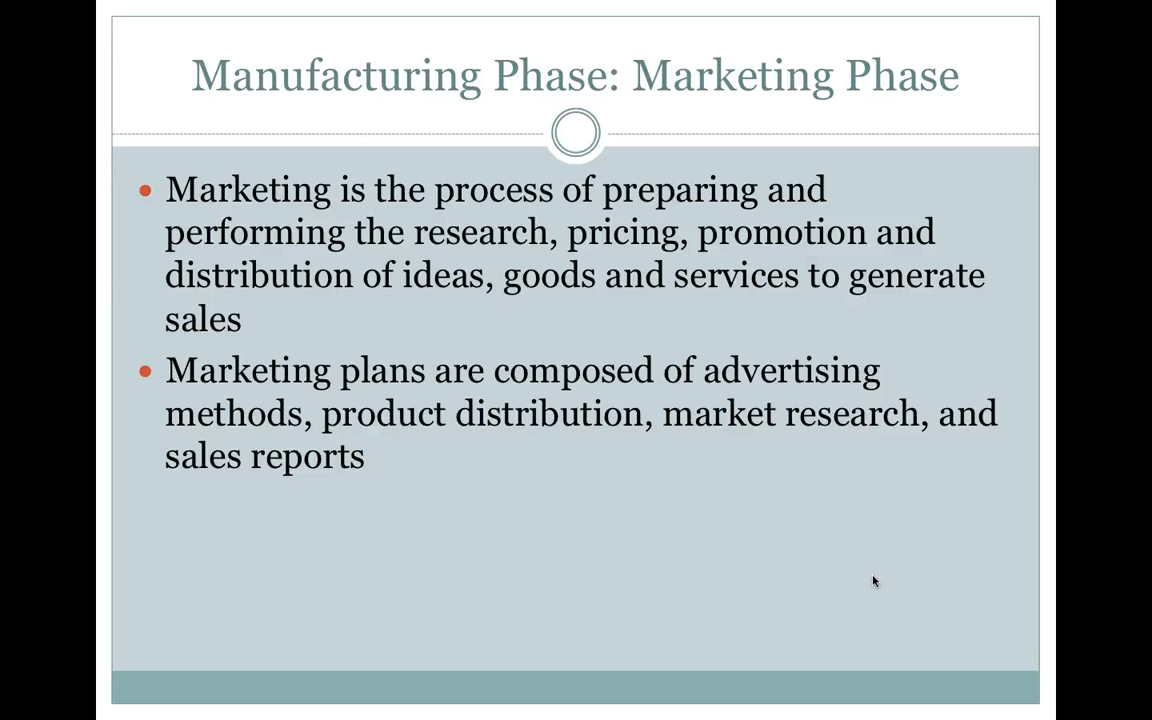 Manufacturing Phase: Marketing Phase
• Marketing is the process of preparing and
performing the research, pricing, promotion and
distribution of ideas, goods and services to generate
sales
• Marketing plans are composed of advertising
methods, product distribution, market research, and
sales reports